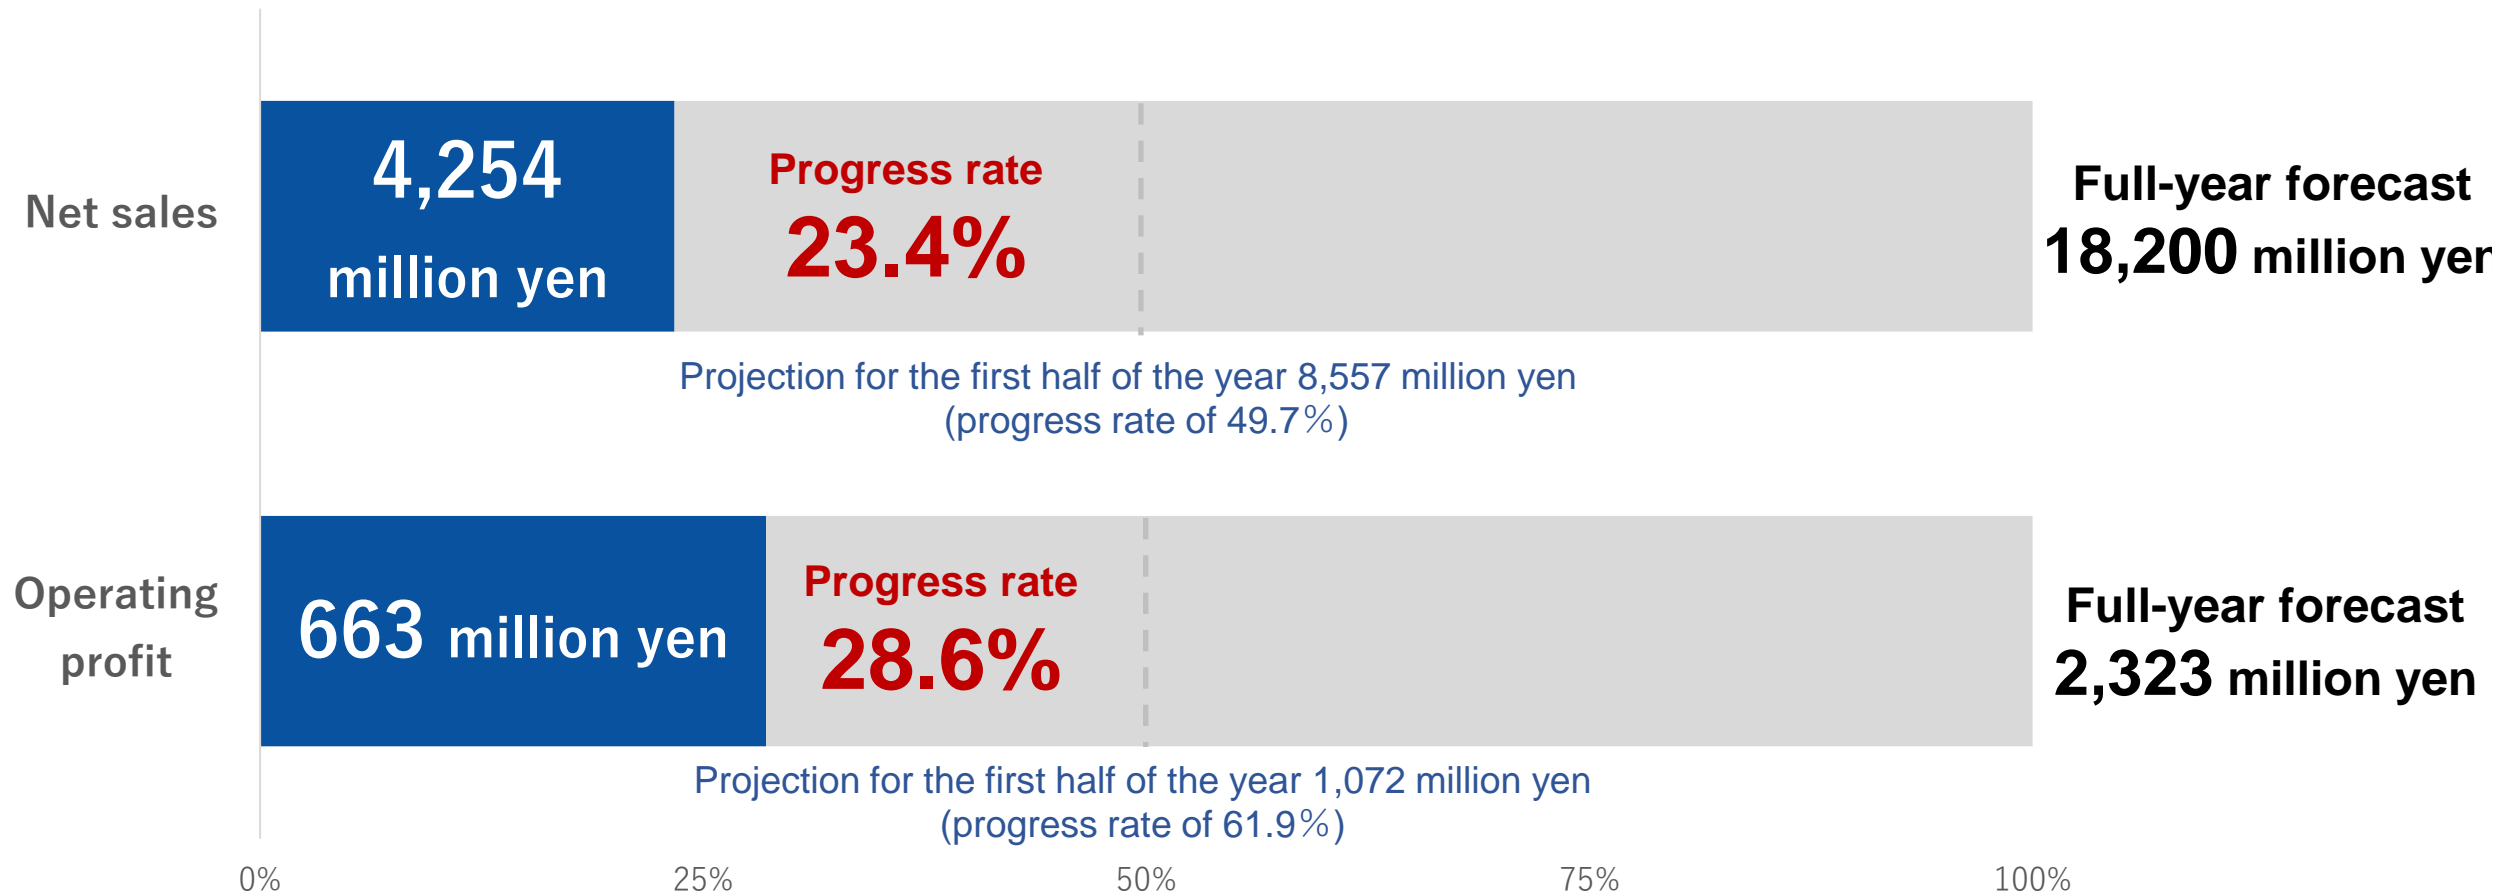 Net sales
4,254
million yen
Progress rate
23.4%
Full-year forecast
18,200 million yen
Projection for the first half of the year 8,557 million yen
(progress rate of 49.7%)
Operating
profit
663 million yen
Progress rate
28.6%
Full-year forecast
2,323 million yen
Projection for the first half of the year 1,072 million yen
(progress rate of 61.9%)
0% 25% 50% 75% 100%